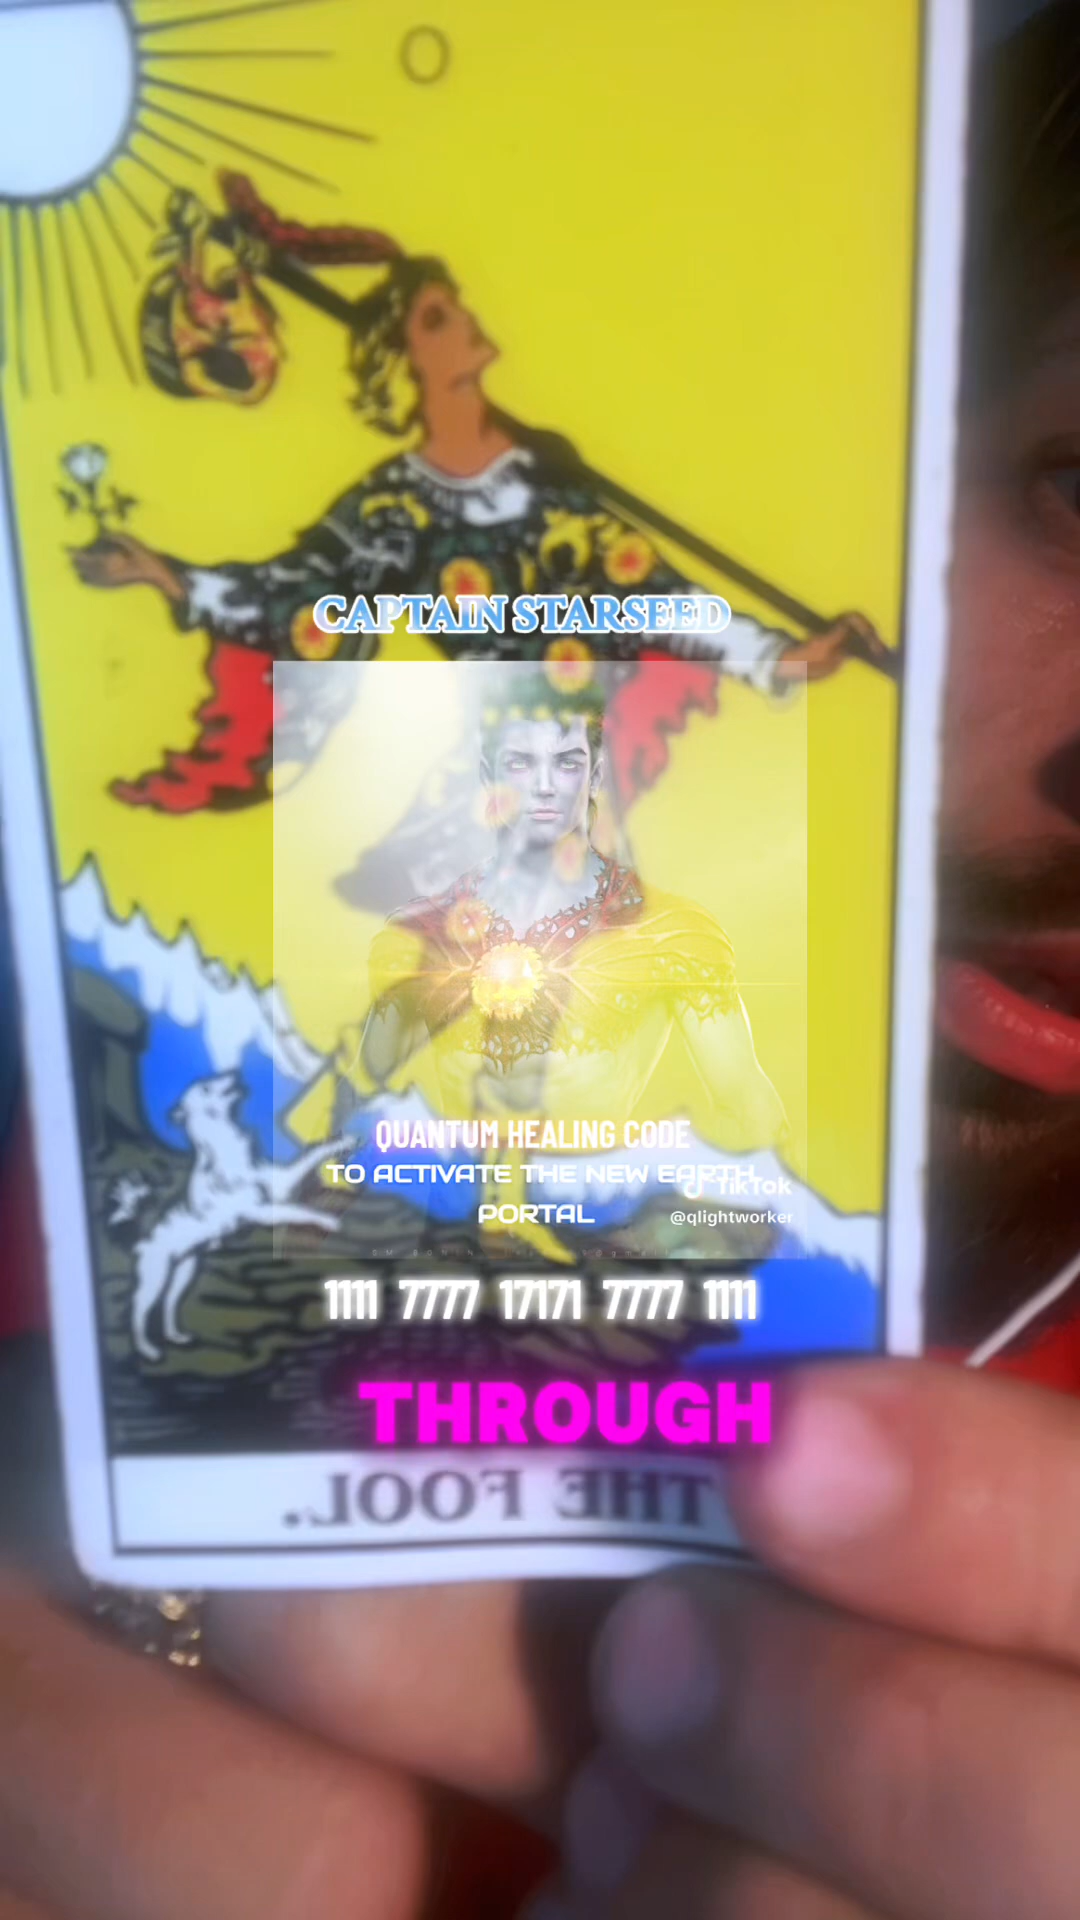 O
CAPTAIN STARSEED
QUANTUM HEALING CODE
TO ACTIVATE THE NEW EARTH
PORTAL
TikTok
@qlightworker
1111 7777 17171 7777 1111
THROUGH
THE FOOL.